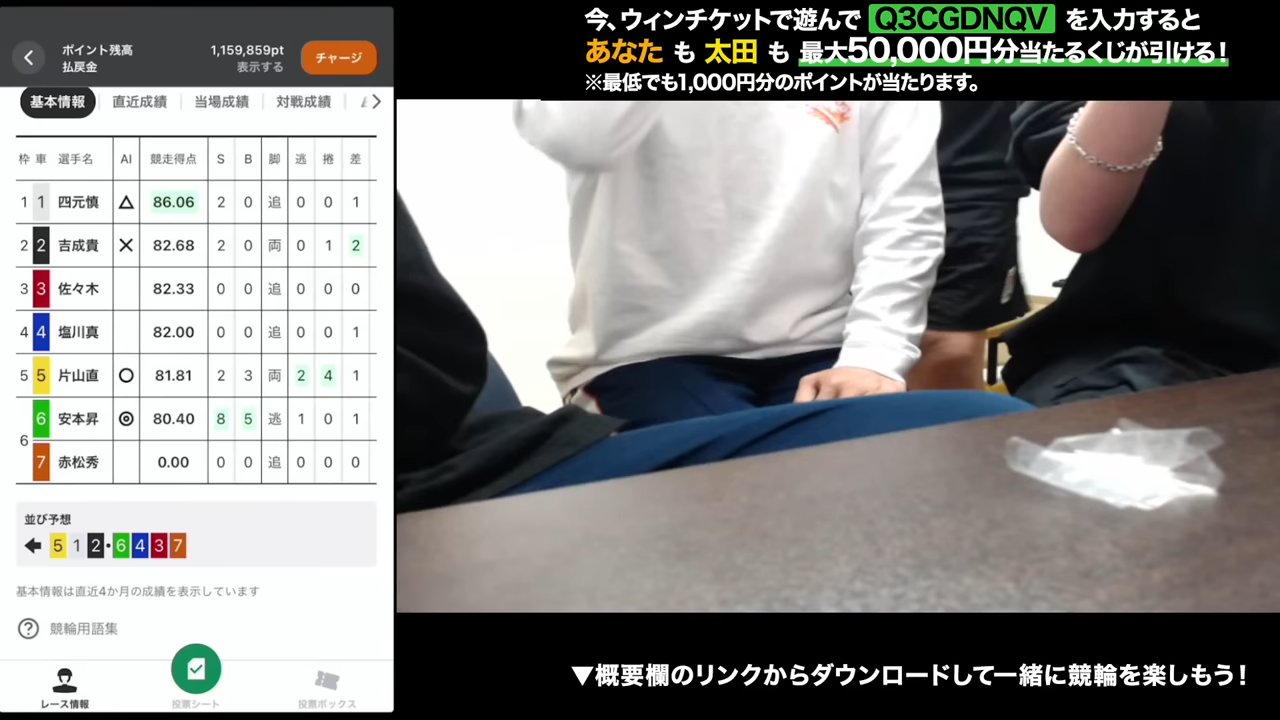 今、ウィンチケットで遊んで Q3CGDNQV を入力すると
あなた も 太田 も 最大50,000円分当たるくじが引ける！
※最低でも1,000円分のポイントが当たります。
ポイント残高 1,159,859pt
払戻金 表示する
チャージ
基本情報 直近成績 当場成績 対戦成績
枠 車 選手名 AI 競走得点 S B 脚 逃 捲 差
1 1 四元慎 △ 86.06 2 0 追 0 0 1
2 2 吉成貴 × 82.68 2 0 両 0 1 2
3 3 佐々木 82.33 0 0 追 0 0 0
4 4 塩川真 82.00 0 0 追 0 0 1
5 5 片山直 ○ 81.81 2 3 両 2 4 1
6 6 安本昇 ◎ 80.40 8 5 逃 1 0 1
7 赤松秀 0.00 0 0 追 0 0 0
並び予想
← 5 1 2・6 4 3 7
基本情報は直近4か月の成績を表示しています
? 競輪用語集
レース情報 投票シート 投票ボックス
▼概要欄のリンクからダウンロードして一緒に競輪を楽しもう！